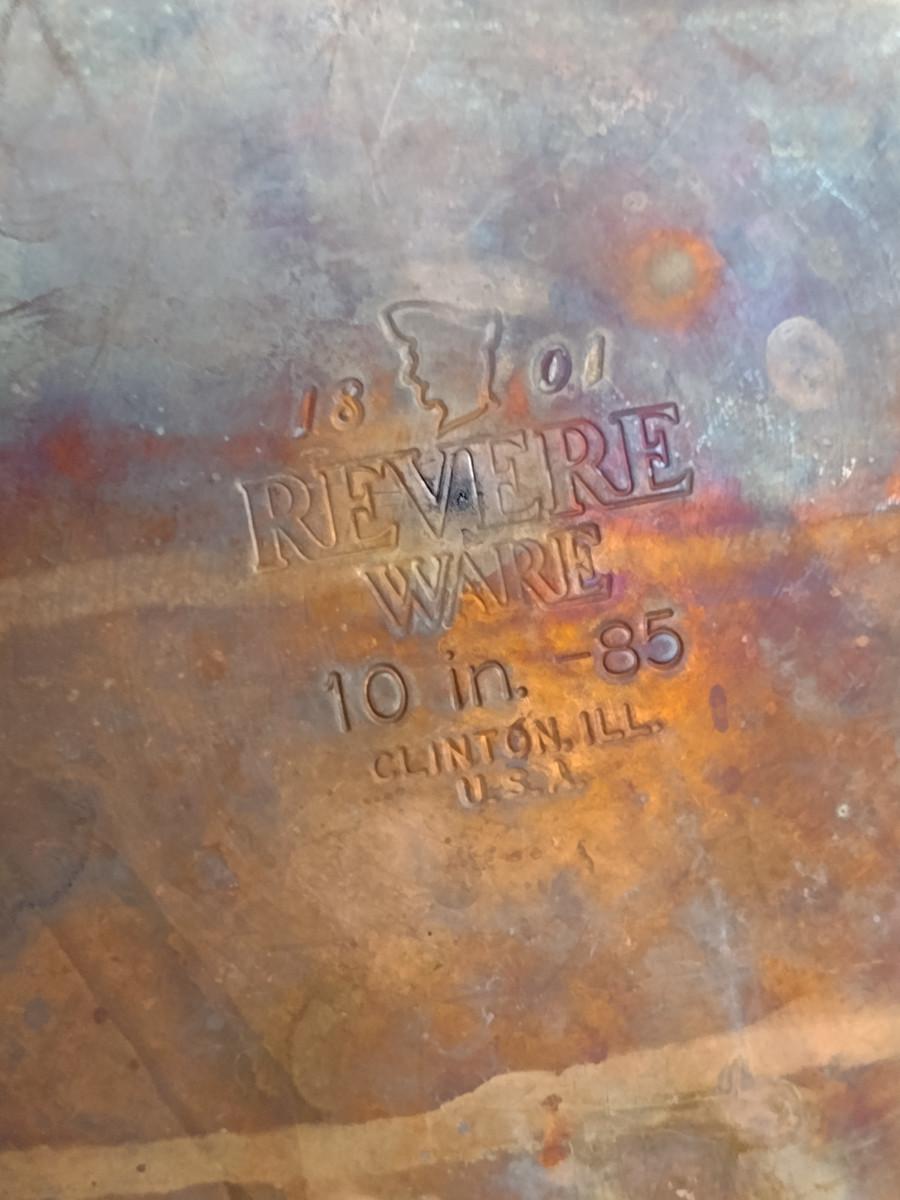 18 01
REVERE
WARE
10 in. -85
CLINTON, ILL.
U.S.A.